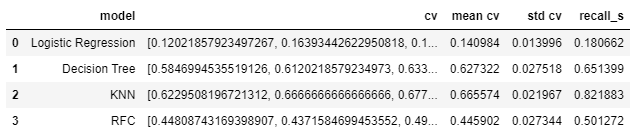 model cv mean cv std cv recall_s
0 Logistic Regression [0.12021857923497267, 0.16393442622950818, 0.1... 0.140984 0.013996 0.180662
1 Decision Tree [0.5846994535519126, 0.6120218579234973, 0.633... 0.627322 0.027518 0.651399
2 KNN [0.6229508196721312, 0.6666666666666666, 0.677... 0.665574 0.021967 0.821883
3 RFC [0.44808743169398907, 0.4371584699453552, 0.49... 0.445902 0.027344 0.501272